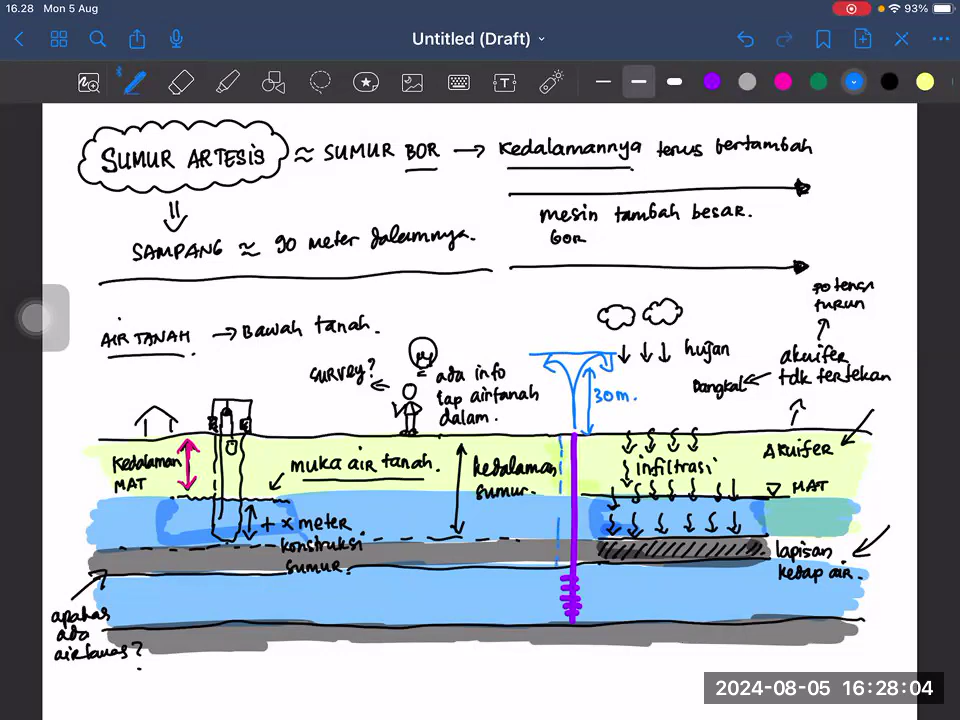 16.28 Mon 5 Aug
93%
Untitled (Draft)
SUMUR ARTESIS ≈ SUMUR BOR → Kedalamannya terus bertambah
mesin tambah besar.
bor
SAMPANG ≈ 90 meter dalamnya.
AIR TANAH → Bawah tanah.
survey?
ada info
tap airtanah
dalam.
30m.
hujan
potensi
turun
akuifer
tdk tertekan
Dangkal
Kedalaman
MAT
muka air tanah.
kedalaman
sumur.
infiltrasi
Akuifer
MAT
+ x meter
konstruksi
sumur.
lapisan
kedap air.
ada
2024-08-05 16:28:04